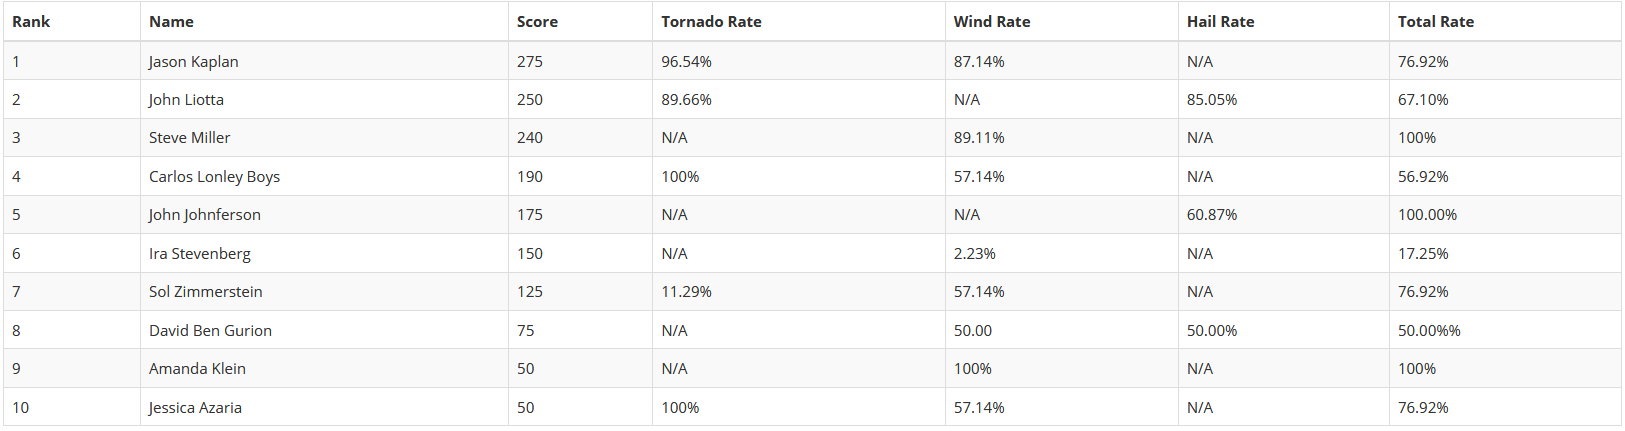 Rank Name Score Tornado Rate Wind Rate Hail Rate Total Rate
1 Jason Kaplan 275 96.54% 87.14% N/A 76.92%
2 John Liotta 250 89.66% N/A 85.05% 67.10%
3 Steve Miller 240 N/A 89.11% N/A 100%
4 Carlos Lonley Boys 190 100% 57.14% N/A 56.92%
5 John Johnferson 175 N/A N/A 60.87% 100.00%
6 Ira Stevenberg 150 N/A 2.23% N/A 17.25%
7 Sol Zimmerstein 125 11.29% 57.14% N/A 76.92%
8 David Ben Gurion 75 N/A 50.00 50.00% 50.00%%
9 Amanda Klein 50 N/A 100% N/A 100%
10 Jessica Azaria 50 100% 57.14% N/A 76.92%